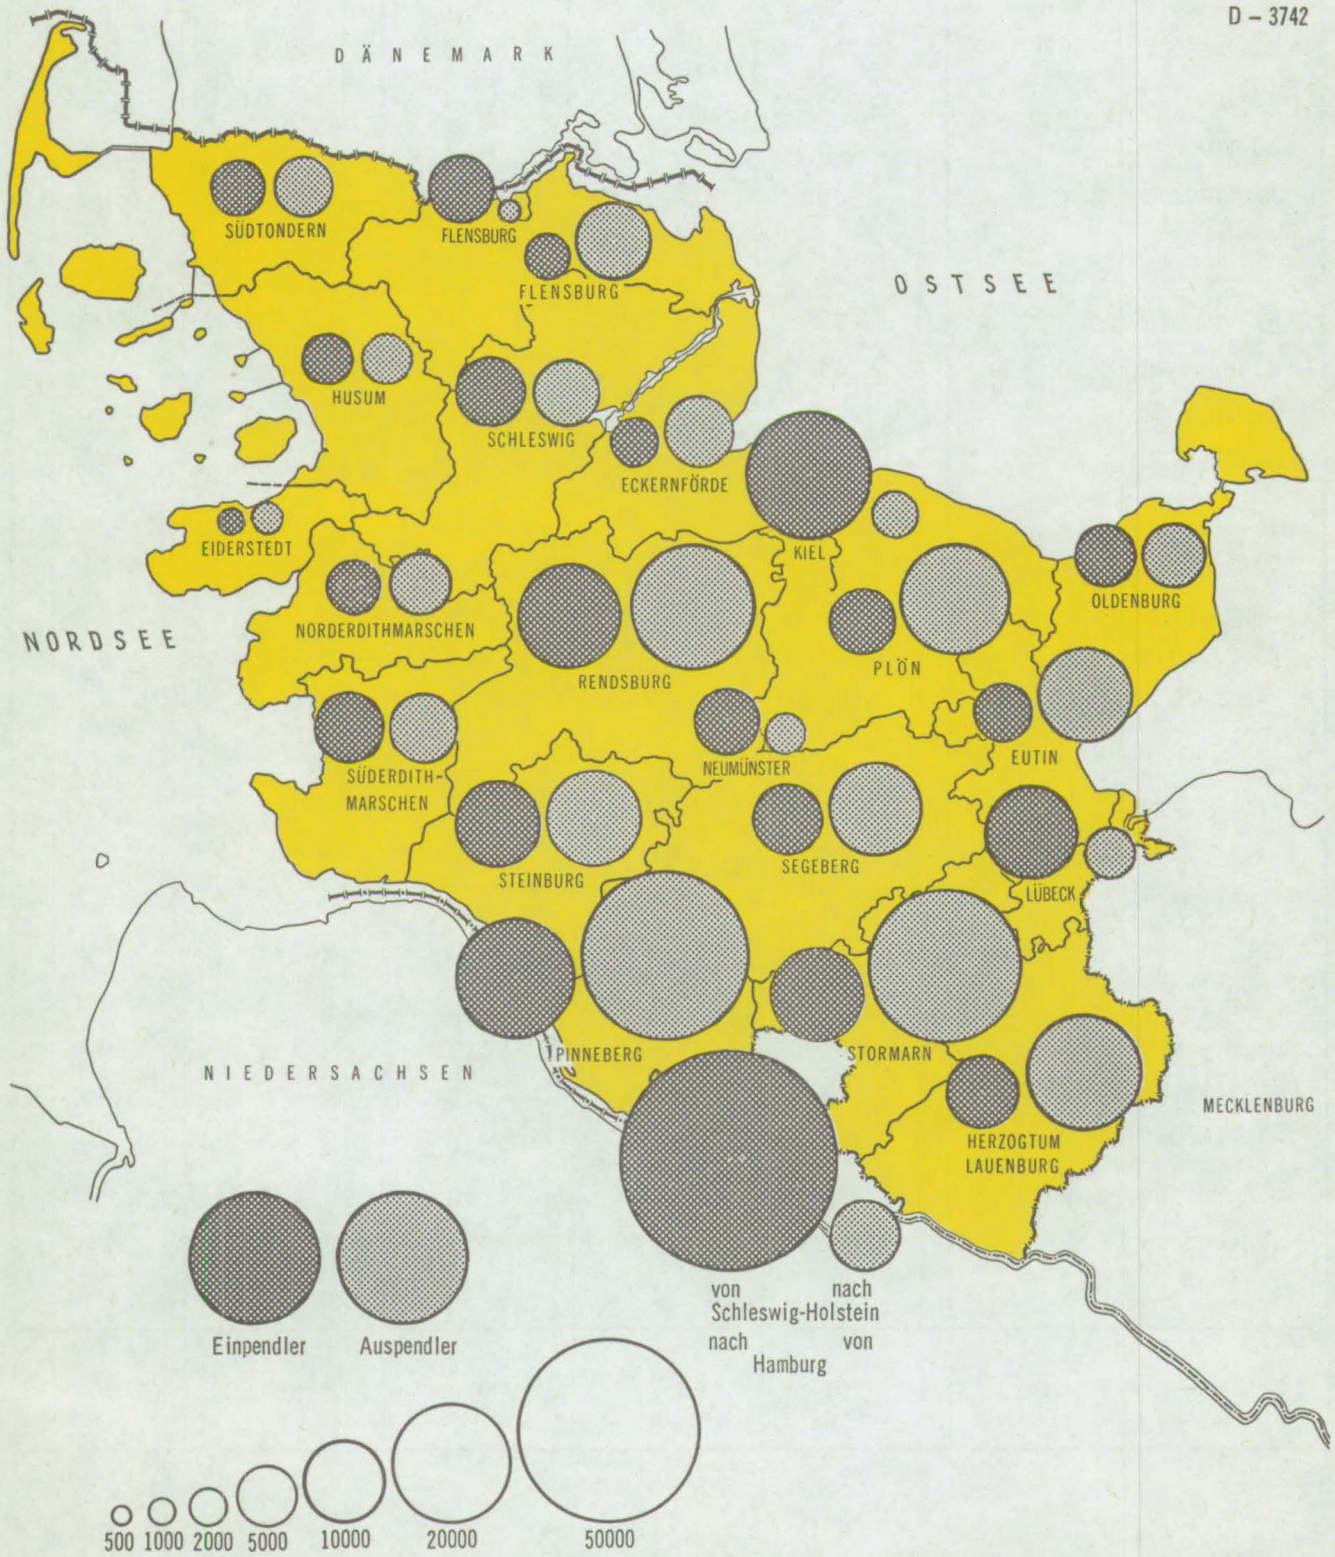 D – 3742
DÄNEMARK
SÜDTONDERN
FLENSBURG
FLENSBURG
OSTSEE
HUSUM
SCHLESWIG
ECKERNFÖRDE
EIDERSTEDT
KIEL
OLDENBURG
NORDSEE
NORDERDITHMARSCHEN
RENDSBURG
PLÖN
EUTIN
NEUMÜNSTER
SÜDERDITH-
MARSCHEN
STEINBURG
SEGEBERG
LÜBECK
PINNEBERG
STORMARN
NIEDERSACHSEN
MECKLENBURG
HERZOGTUM
LAUENBURG
von nach
Schleswig-Holstein
nach von
Hamburg
Einpendler Auspendler
500 1000 2000 5000 10000 20000 50000